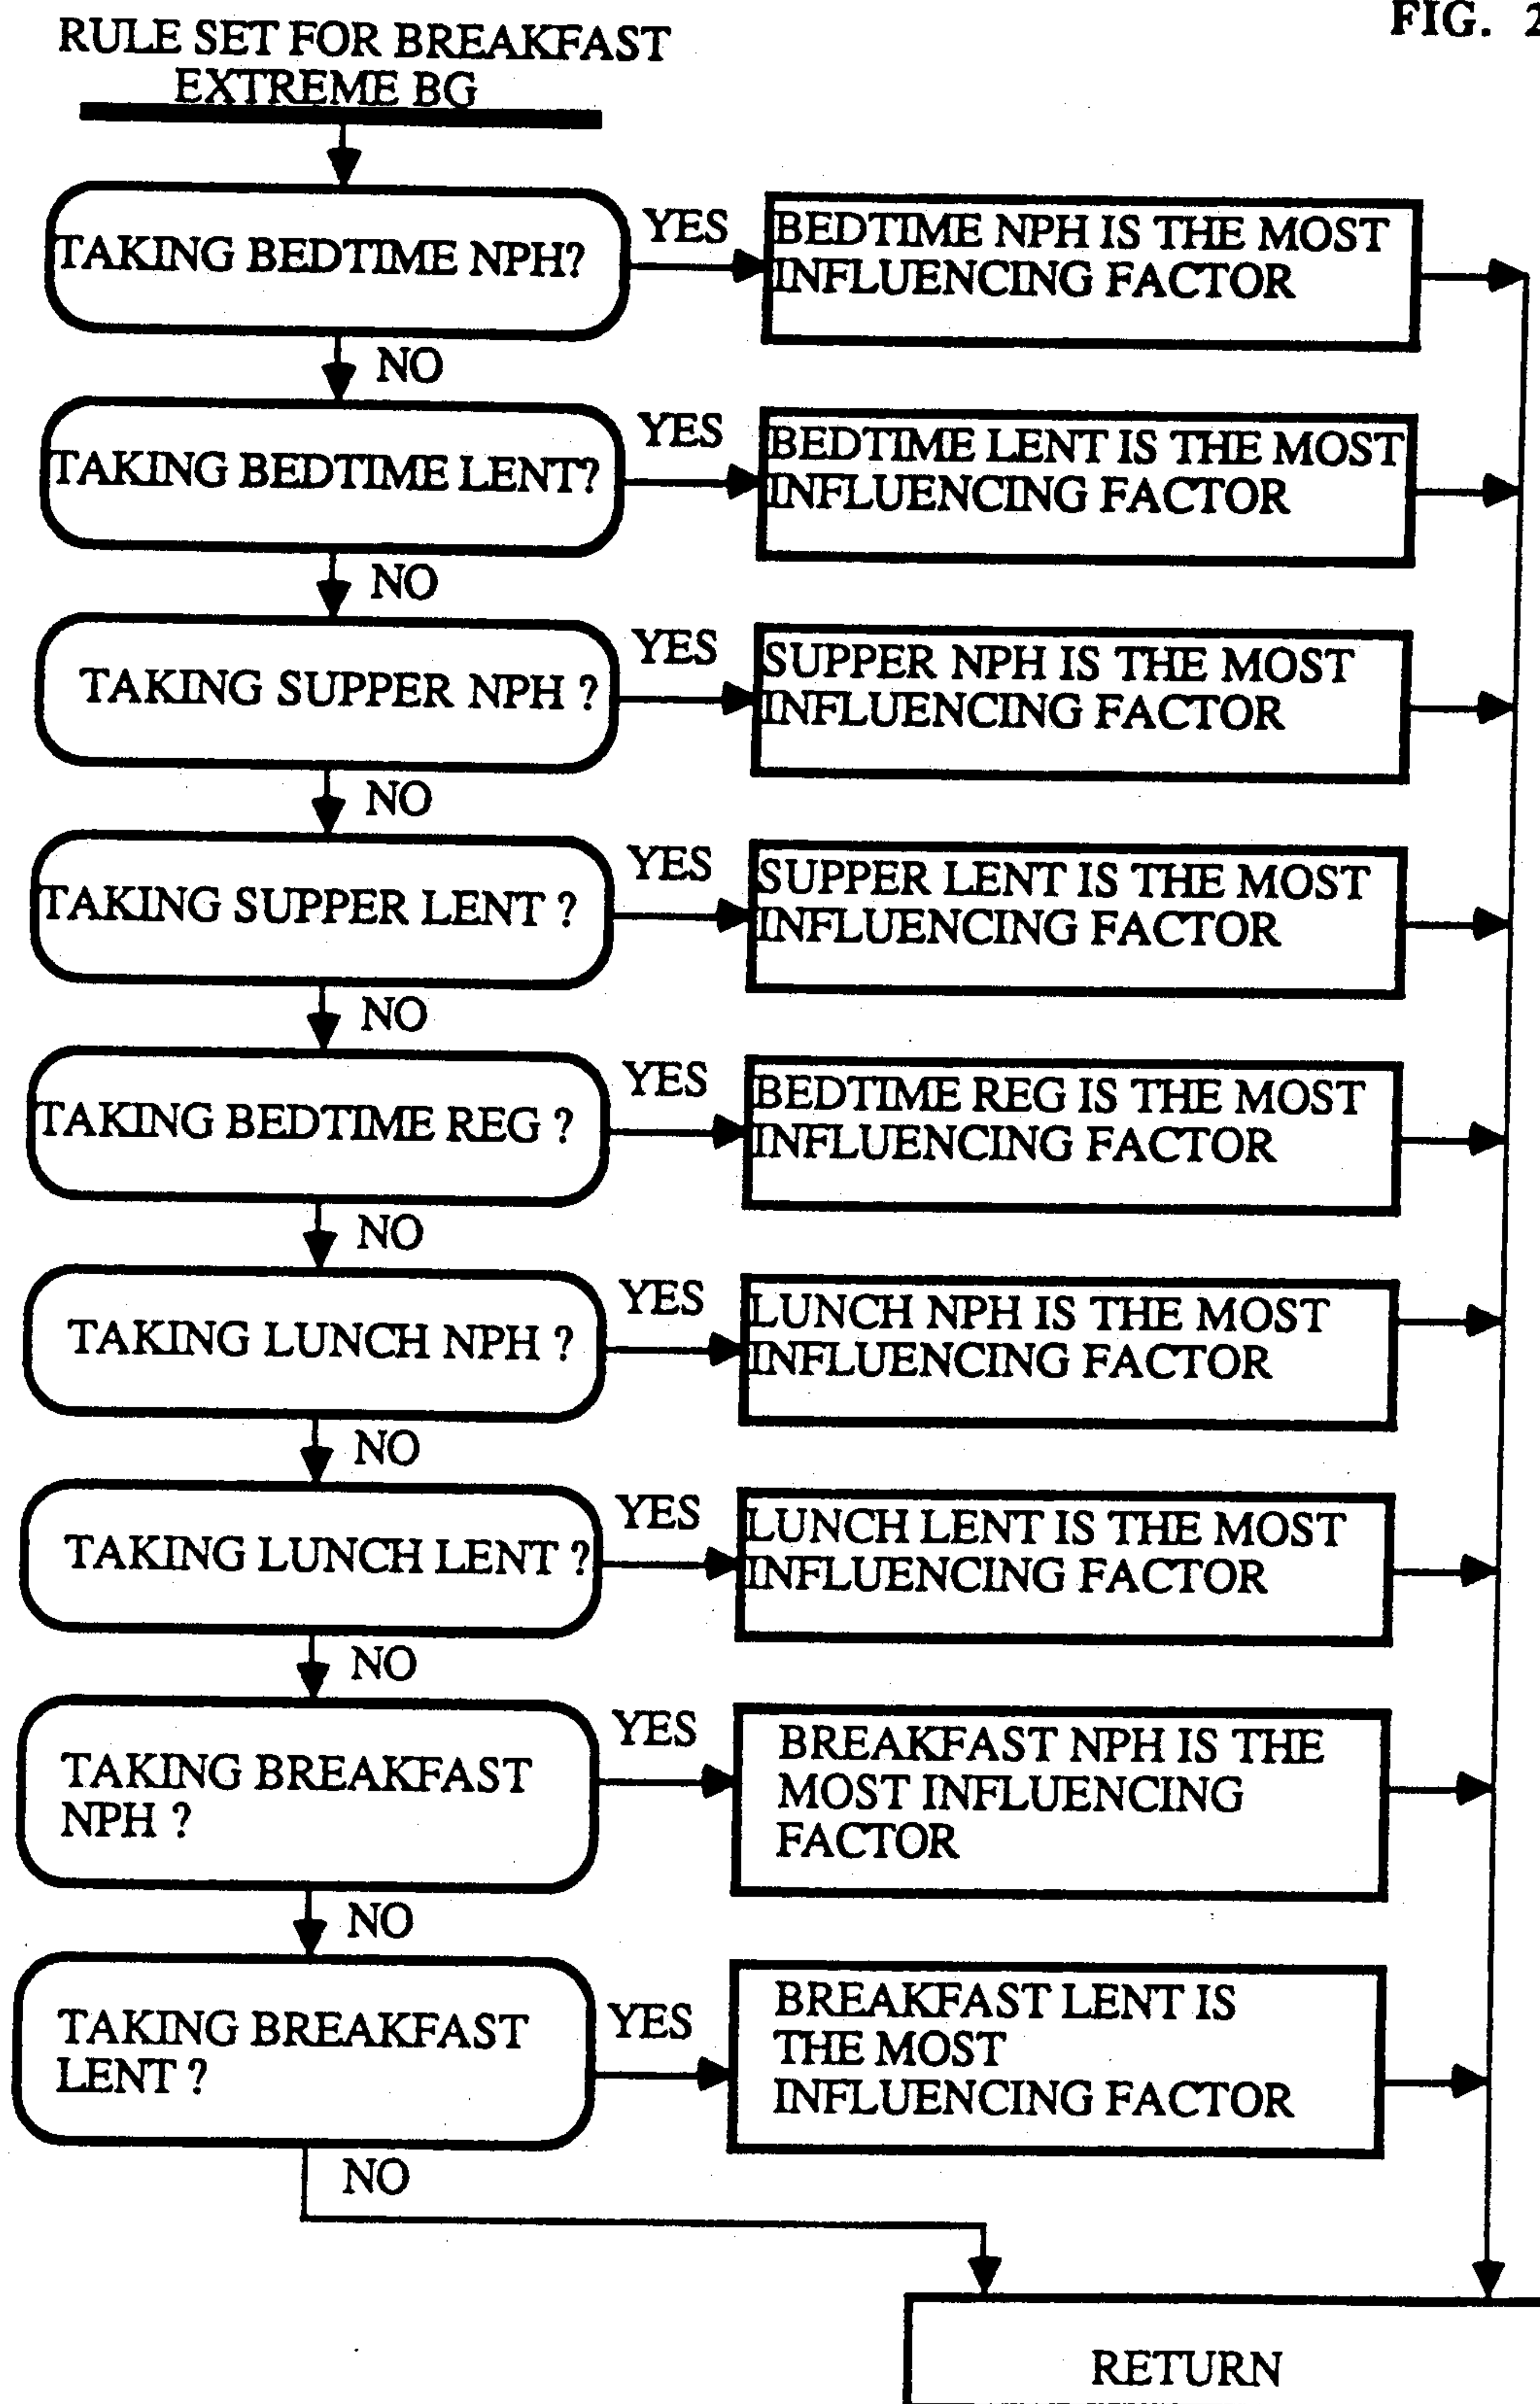 FIG. 2
RULE SET FOR BREAKFAST
EXTREME BG
TAKING BEDTIME NPH?
YES
BEDTIME NPH IS THE MOST
INFLUENCING FACTOR
NO
TAKING BEDTIME LENT?
YES
BEDTIME LENT IS THE MOST
INFLUENCING FACTOR
NO
TAKING SUPPER NPH ?
YES
SUPPER NPH IS THE MOST
INFLUENCING FACTOR
NO
TAKING SUPPER LENT ?
YES
SUPPER LENT IS THE MOST
INFLUENCING FACTOR
NO
TAKING BEDTIME REG ?
YES
BEDTIME REG IS THE MOST
INFLUENCING FACTOR
NO
TAKING LUNCH NPH ?
YES
LUNCH NPH IS THE MOST
INFLUENCING FACTOR
NO
TAKING LUNCH LENT ?
YES
LUNCH LENT IS THE MOST
INFLUENCING FACTOR
NO
TAKING BREAKFAST
NPH ?
YES
BREAKFAST NPH IS THE
MOST INFLUENCING
FACTOR
NO
TAKING BREAKFAST
LENT ?
YES
BREAKFAST LENT IS
THE MOST
INFLUENCING FACTOR
NO
RETURN